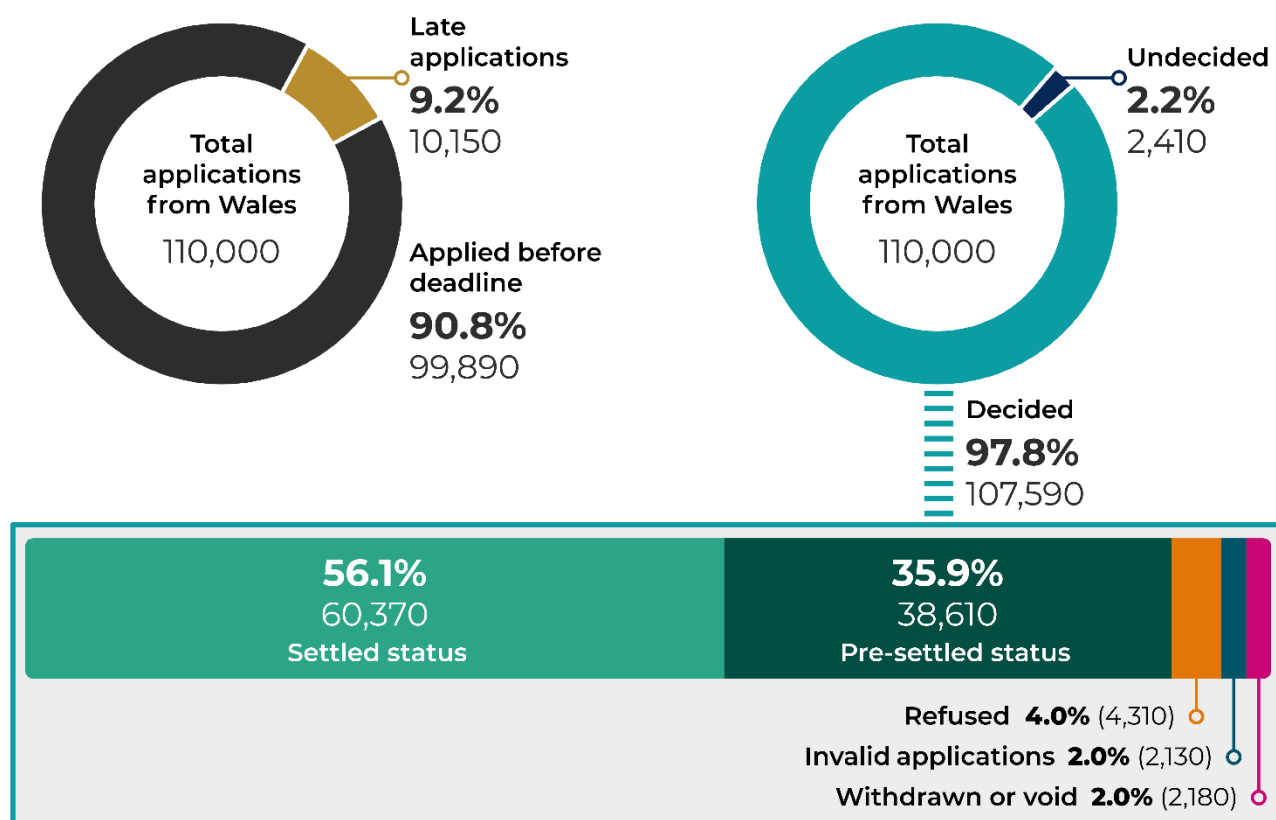 Late
applications
9.2%
10,150
Total
applications
from Wales
110,000
Applied before
deadline
90.8%
99,890
Undecided
2.2%
2,410
Total
applications
from Wales
110,000
Decided
97.8%
107,590
56.1%
60,370
Settled status
35.9%
38,610
Pre-settled status
Refused 4.0% (4,310)
Invalid applications 2.0% (2,130)
Withdrawn or void 2.0% (2,180)